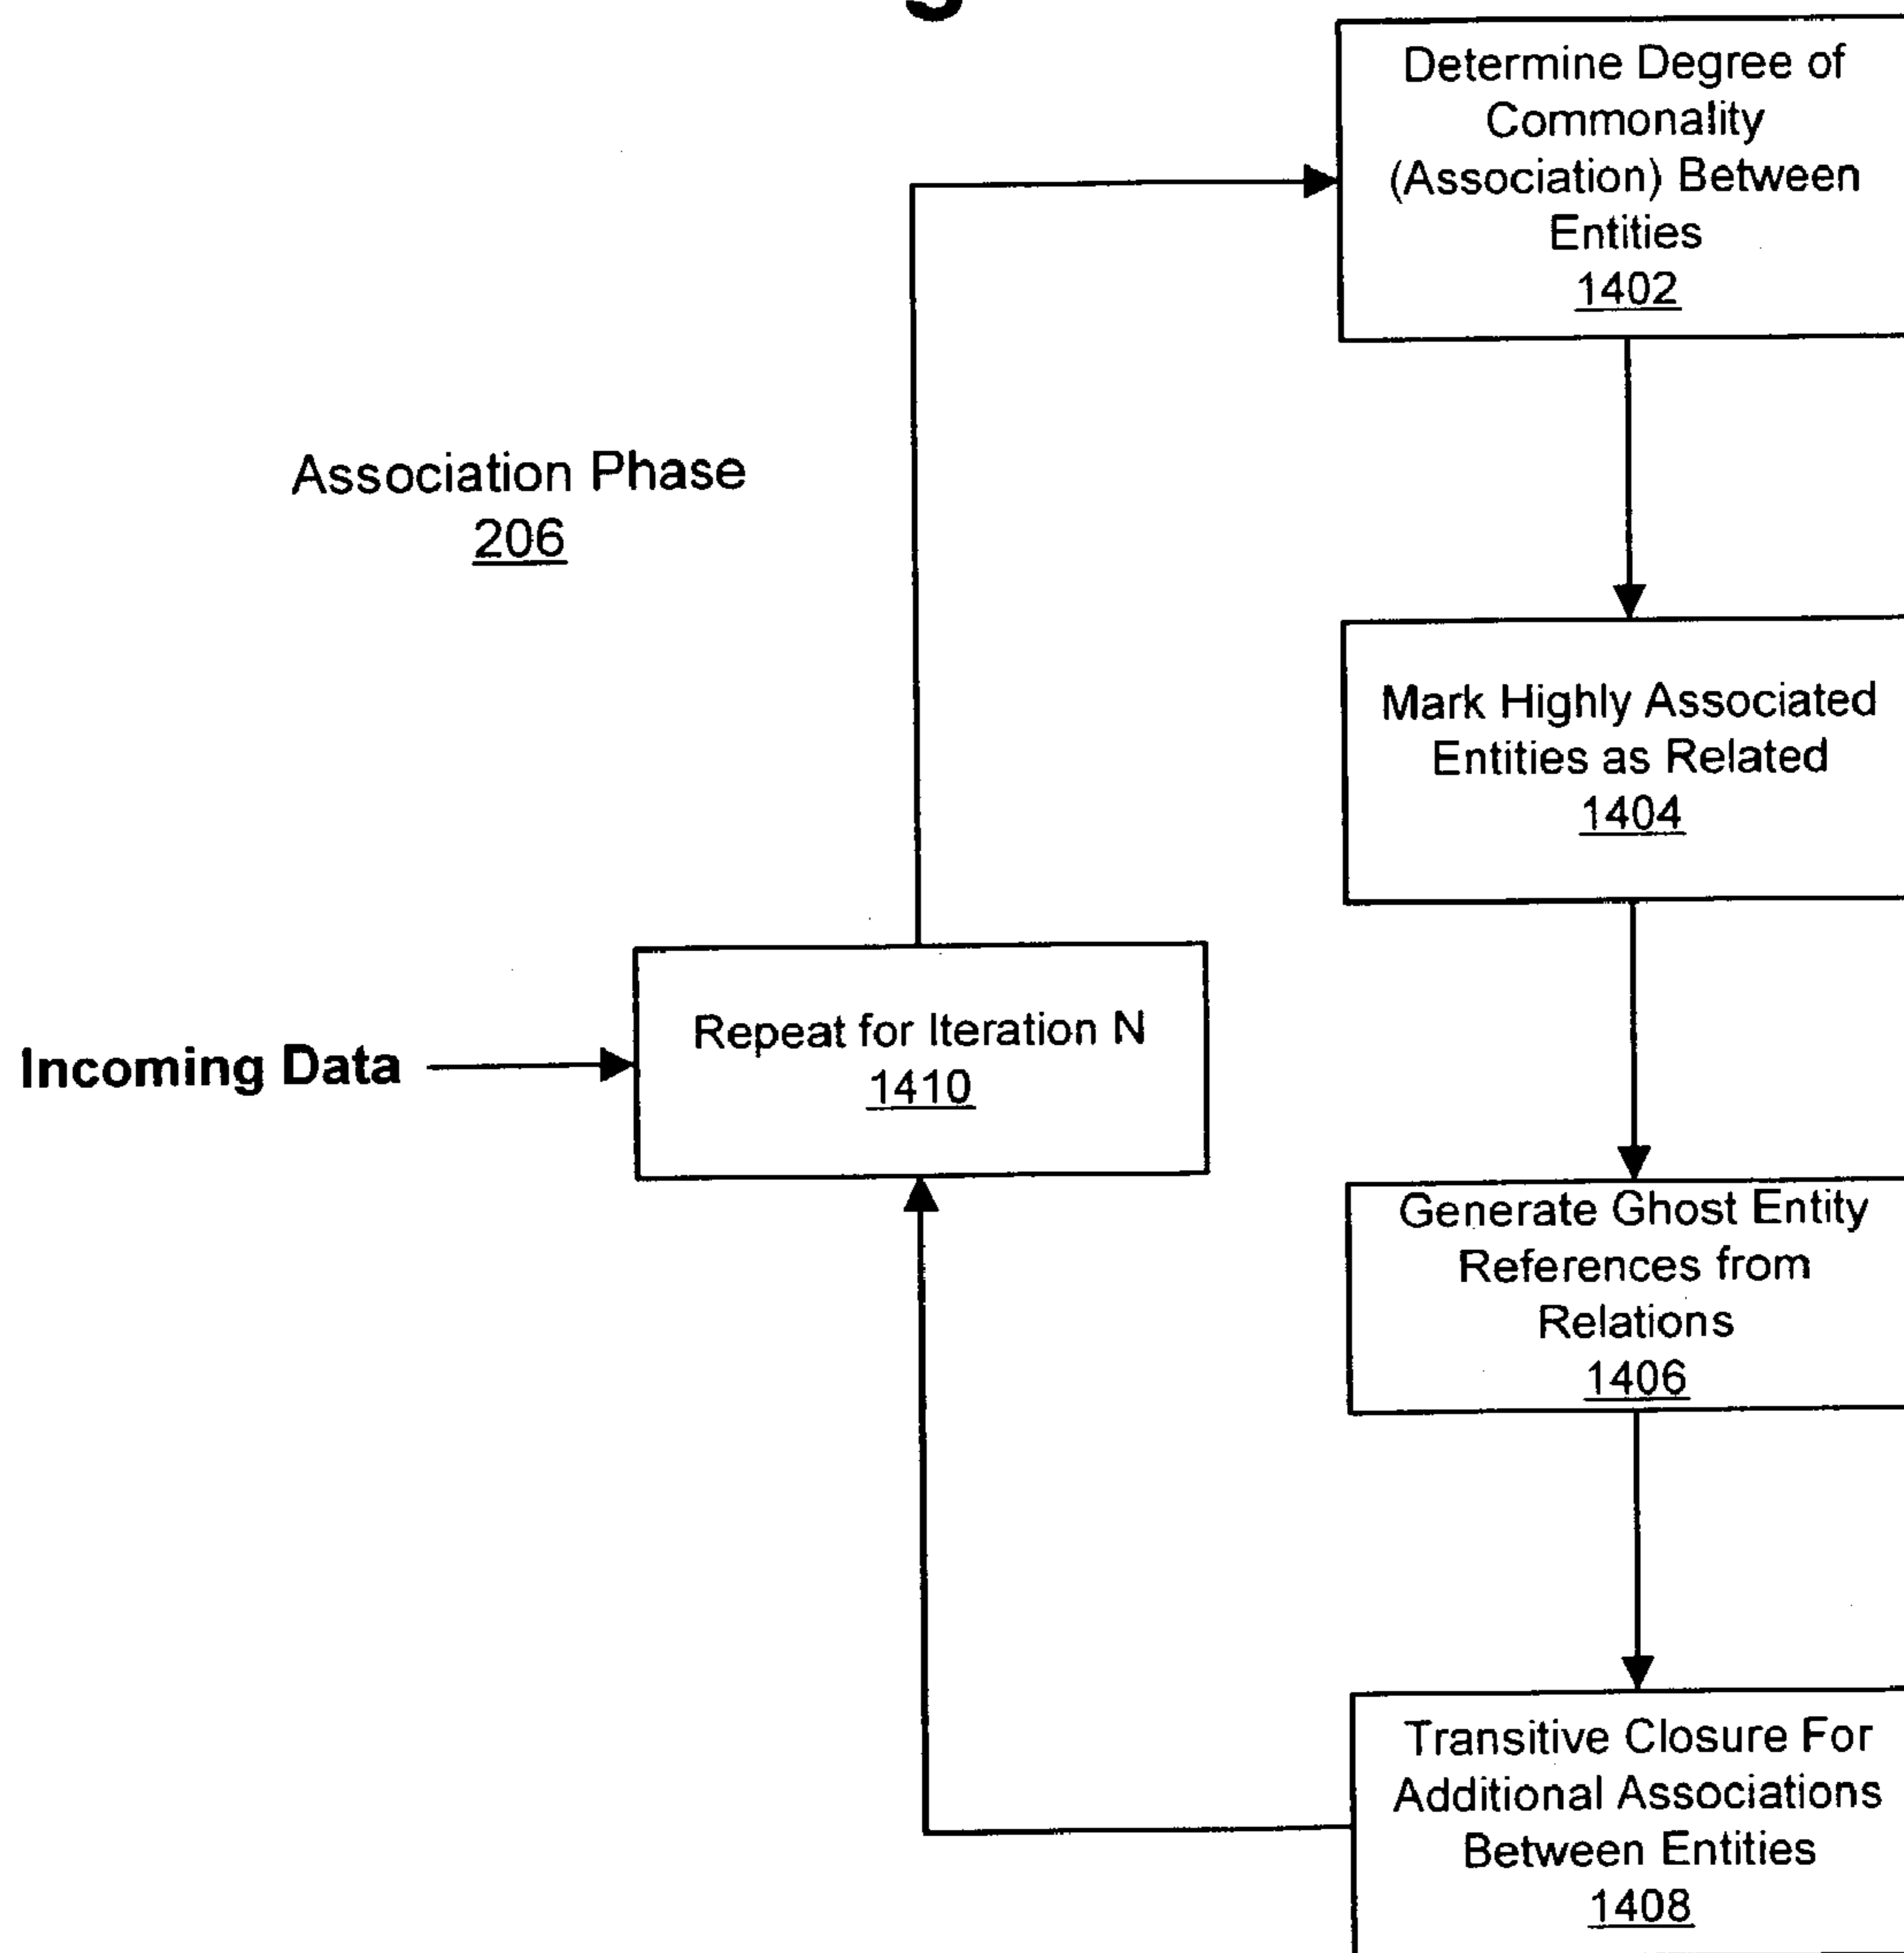 Determine Degree of
Commonality
(Association) Between
Entities
1402
Association Phase
206
Mark Highly Associated
Entities as Related
1404
Repeat for Iteration N
1410
Incoming Data
Generate Ghost Entity
References from
Relations
1406
Transitive Closure For
Additional Associations
Between Entities
1408